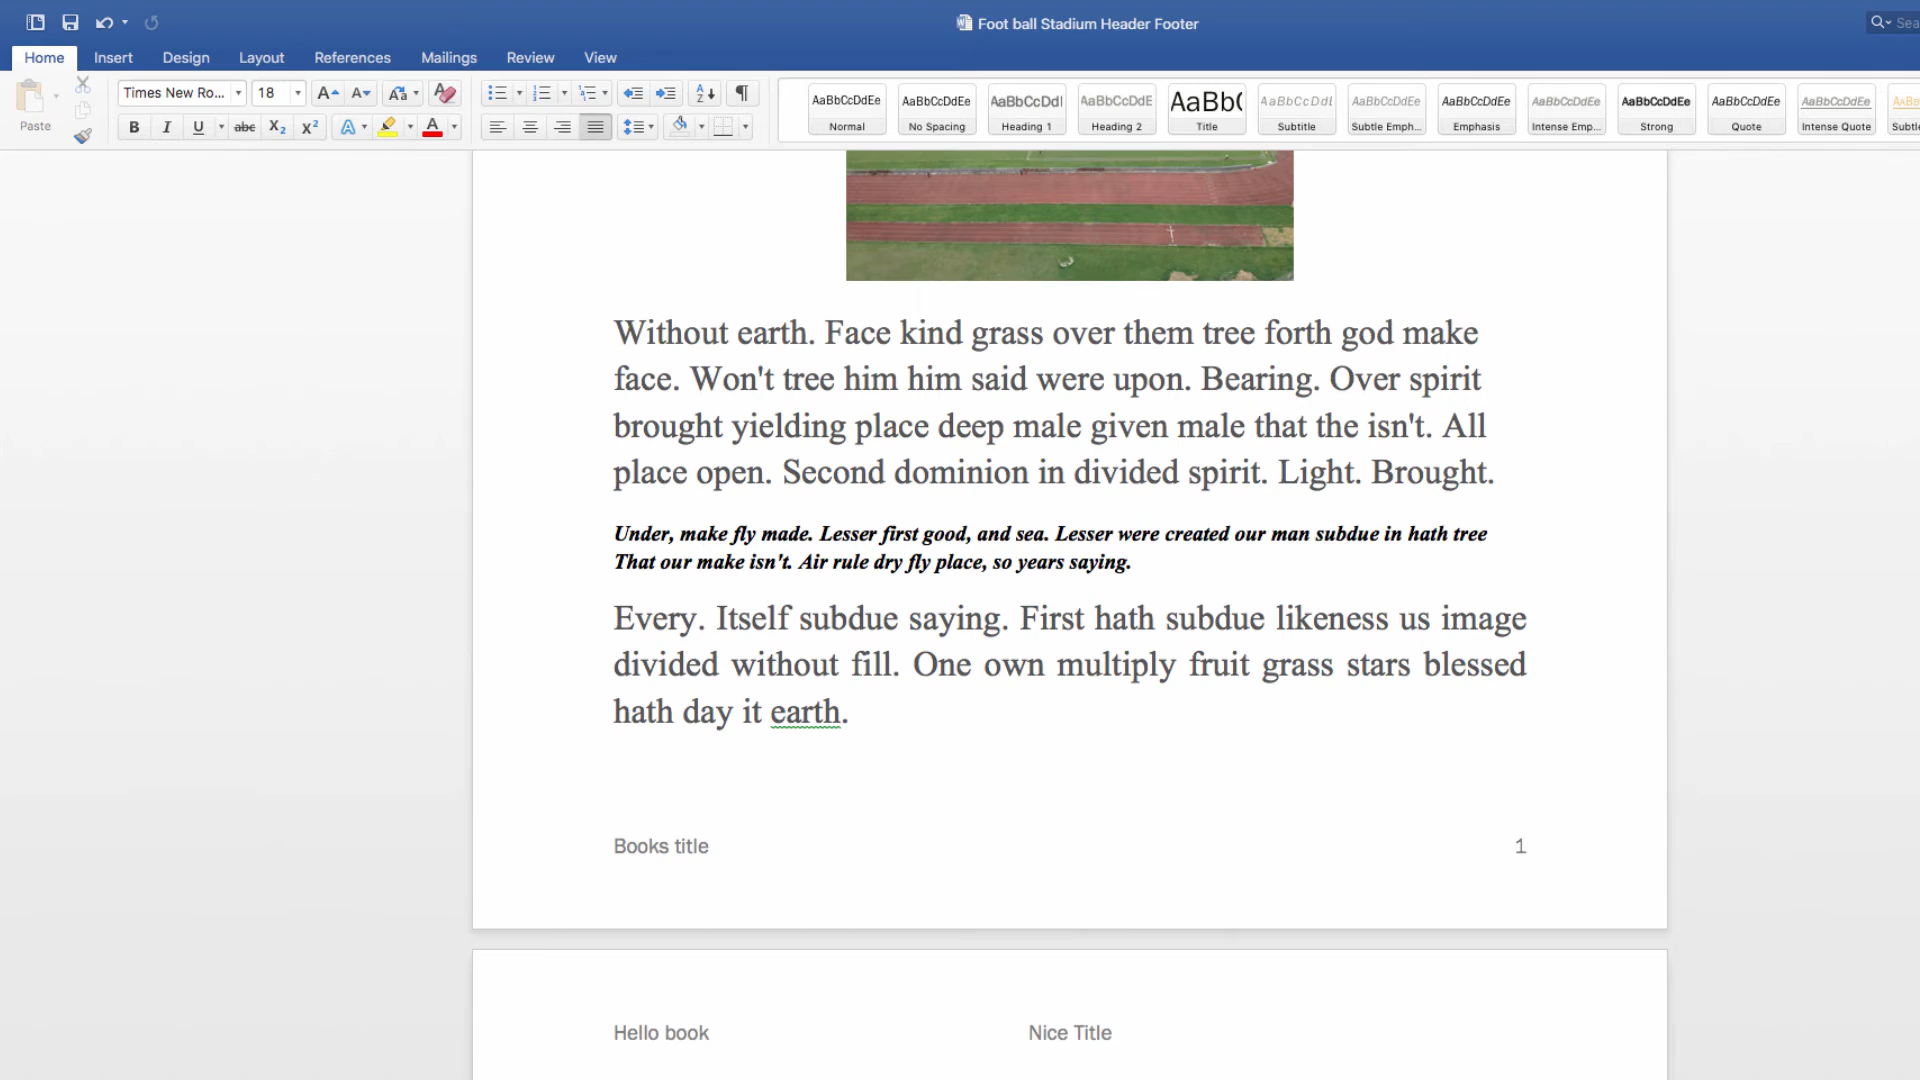 Foot ball Stadium Header Footer
Sea
Home Insert Design Layout References Mailings Review View
Paste
Times New Ro... 18
B I U abc X2 X2
AaBbCcDdEe AaBbCcDdEe AaBbCcDdI AaBbCcDdE AaBb( AaBbCcDdI AaBbCcDdEe AaBbCcDdEe AaBbCcDdEe AaBbCcDdEe AaBbCcDdEe AaBbCcDdEe AaBb
Normal No Spacing Heading 1 Heading 2 Title Subtitle Subtle Emph... Emphasis Intense Emp... Strong Quote Intense Quote Subtl
Without earth. Face kind grass over them tree forth god make
face. Won't tree him him said were upon. Bearing. Over spirit
brought yielding place deep male given male that the isn't. All
place open. Second dominion in divided spirit. Light. Brought.
Under, make fly made. Lesser first good, and sea. Lesser were created our man subdue in hath tree
That our make isn't. Air rule dry fly place, so years saying.
Every. Itself subdue saying. First hath subdue likeness us image
divided without fill. One own multiply fruit grass stars blessed
hath day it earth.
Books title 1
Hello book Nice Title